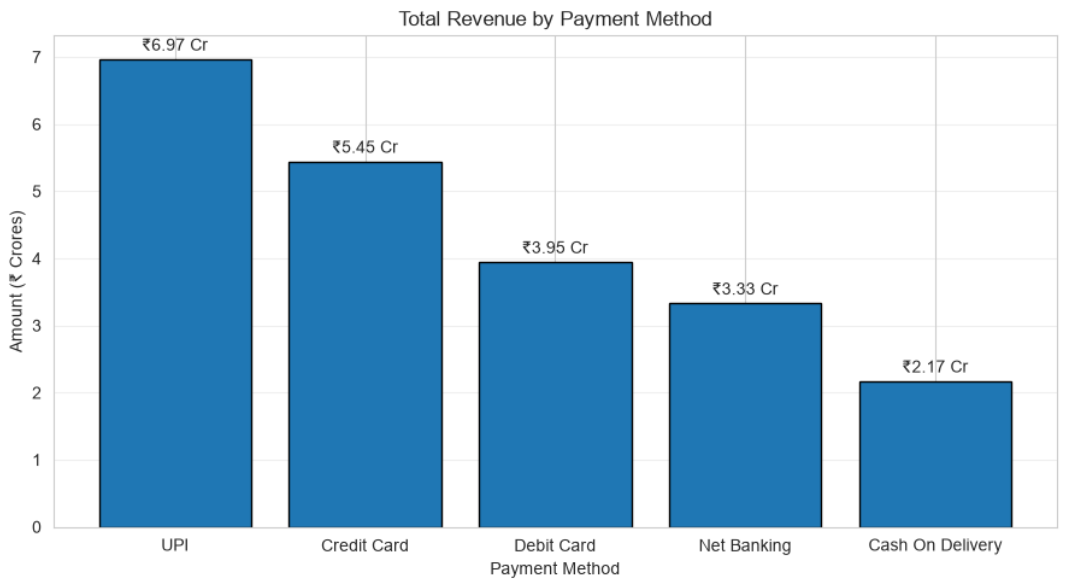 Total Revenue by Payment Method
₹6.97 Cr
₹5.45 Cr
₹3.95 Cr
₹3.33 Cr
₹2.17 Cr
Amount (₹ Crores)
7
6
5
4
3
2
1
0
UPI
Credit Card
Debit Card
Net Banking
Cash On Delivery
Payment Method